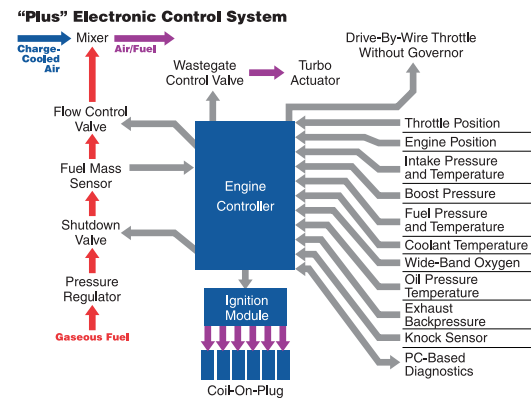 “Plus” Electronic Control System
Charge-
Cooled
Air
Mixer
Air/Fuel
Wastegate
Control Valve
Turbo
Actuator
Drive-By-Wire Throttle
Without Governor
Flow Control
Valve
Fuel Mass
Sensor
Shutdown
Valve
Pressure
Regulator
Gaseous Fuel
Engine
Controller
Ignition
Module
Coil-On-Plug
Throttle Position
Engine Position
Intake Pressure
and Temperature
Boost Pressure
Fuel Pressure
and Temperature
Coolant Temperature
Wide-Band Oxygen
Oil Pressure
Temperature
Exhaust
Backpressure
Knock Sensor
PC-Based
Diagnostics